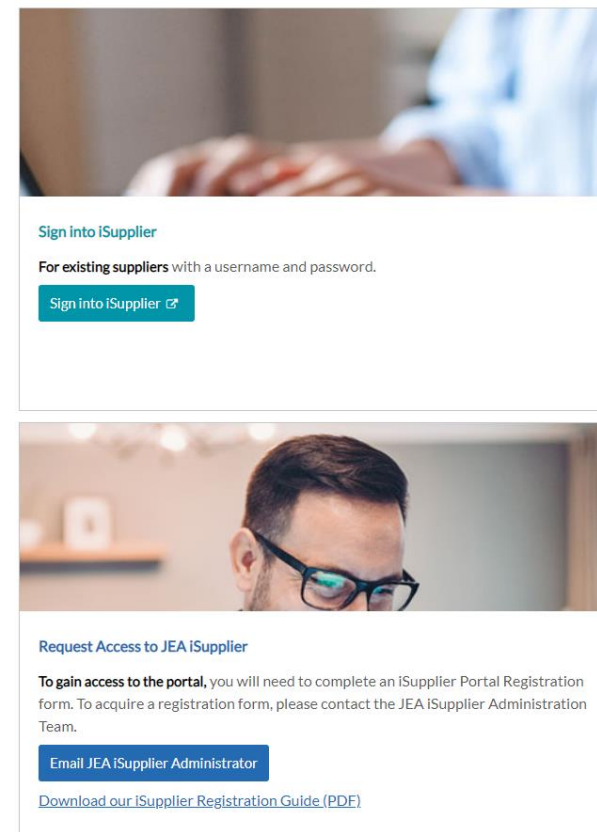 Sign into iSupplier
For existing suppliers with a username and password.
Sign into iSupplier
Request Access to JEA iSupplier
To gain access to the portal, you will need to complete an iSupplier Portal Registration
form. To acquire a registration form, please contact the JEA iSupplier Administration
Team.
Email JEA iSupplier Administrator
Download our iSupplier Registration Guide (PDF)